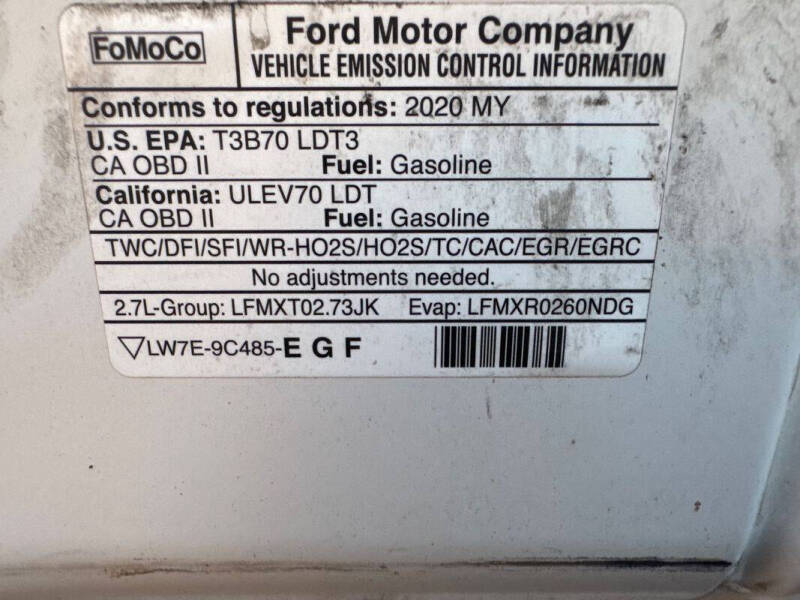 FoMoCo
Ford Motor Company
VEHICLE EMISSION CONTROL INFORMATION
Conforms to regulations: 2020 MY
U.S. EPA: T3B70 LDT3
CA OBD II Fuel: Gasoline
California: ULEV70 LDT
CA OBD II Fuel: Gasoline
TWC/DFI/SFI/WR-HO2S/HO2S/TC/CAC/EGR/EGRC
No adjustments needed.
2.7L-Group: LFMXT02.73JK Evap: LFMXR0260NDG
▽LW7E-9C485-E G F